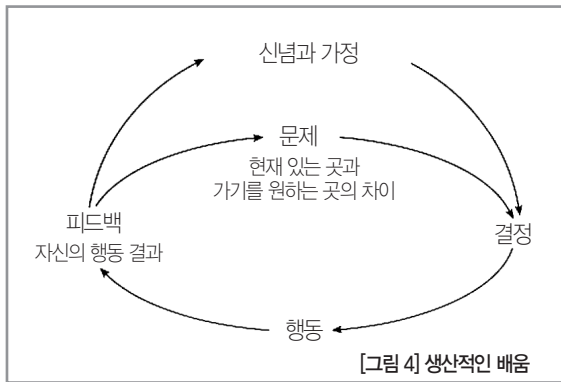 신념과 가정
문제
현재 있는 곳과
가기를 원하는 곳의 차이
피드백
자신의 행동 결과
결정
행동
[그림 4] 생산적인 배움